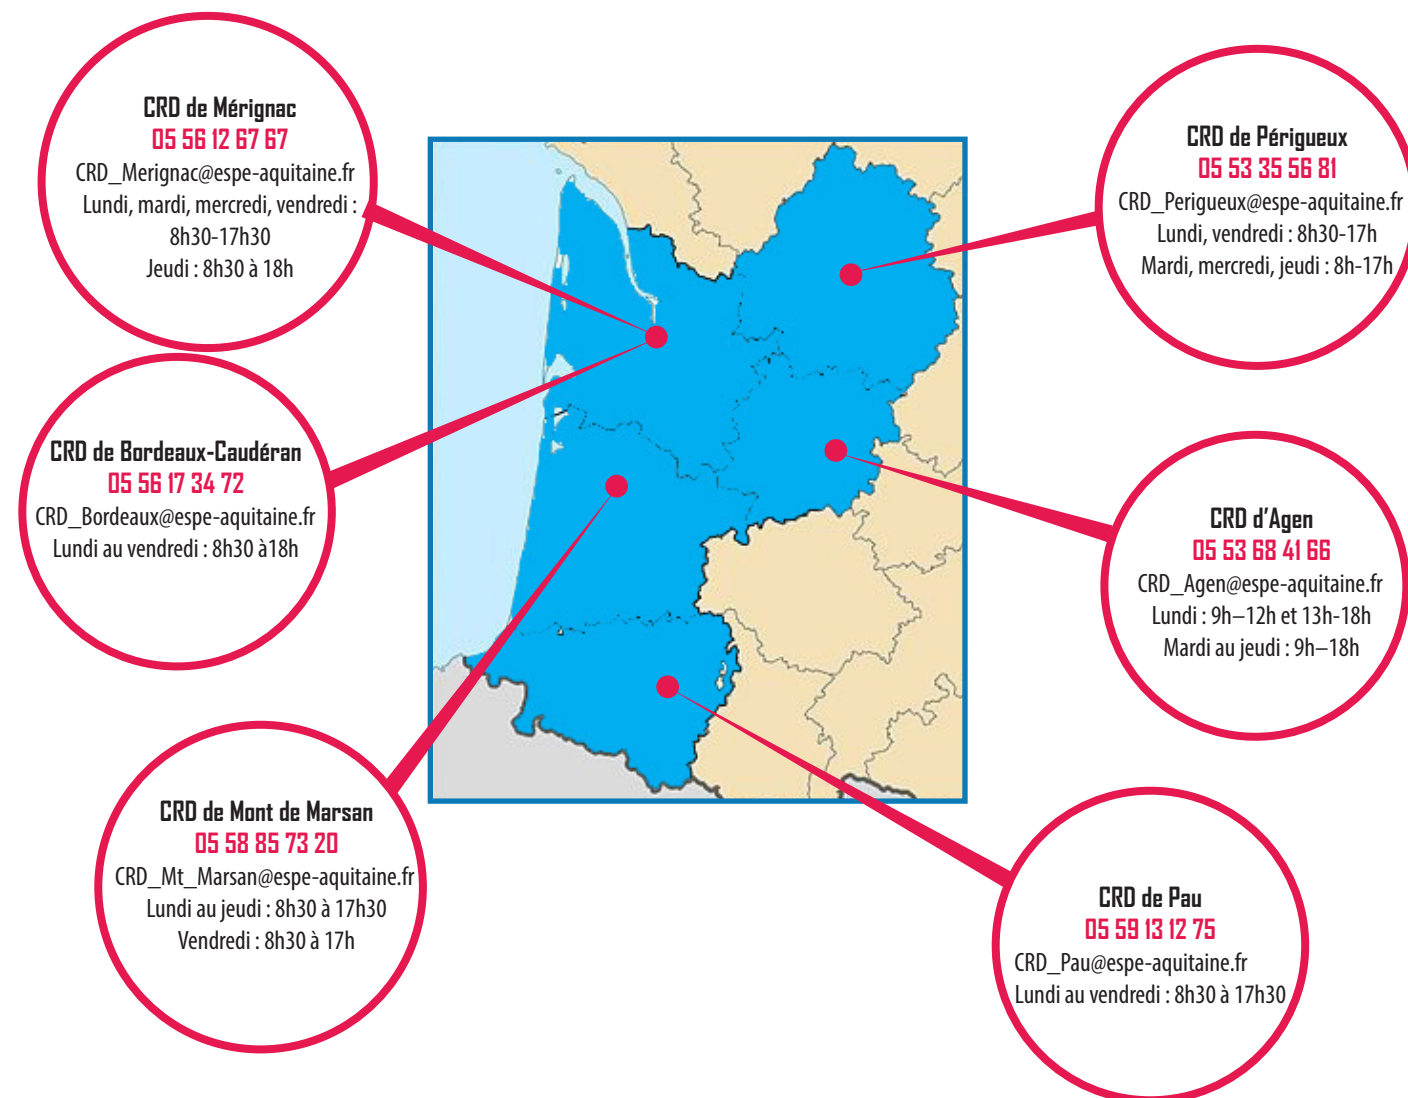 CRD de Mérignac
05 56 12 67 67
CRD_Merignac@espe-aquitaine.fr
Lundi, mardi, mercredi, vendredi :
8h30-17h30
Jeudi : 8h30 à 18h
CRD de Périgueux
05 53 35 56 81
CRD_Perigueux@espe-aquitaine.fr
Lundi, vendredi : 8h30-17h
Mardi, mercredi, jeudi : 8h-17h
CRD de Bordeaux-Caudéran
05 56 17 34 72
CRD_Bordeaux@espe-aquitaine.fr
Lundi au vendredi : 8h30 à18h
CRD d'Agen
05 53 68 41 66
CRD_Agen@espe-aquitaine.fr
Lundi : 9h–12h et 13h-18h
Mardi au jeudi : 9h–18h
CRD de Mont de Marsan
05 58 85 73 20
CRD_Mt_Marsan@espe-aquitaine.fr
Lundi au jeudi : 8h30 à 17h30
Vendredi : 8h30 à 17h
CRD de Pau
05 59 13 12 75
CRD_Pau@espe-aquitaine.fr
Lundi au vendredi : 8h30 à 17h30